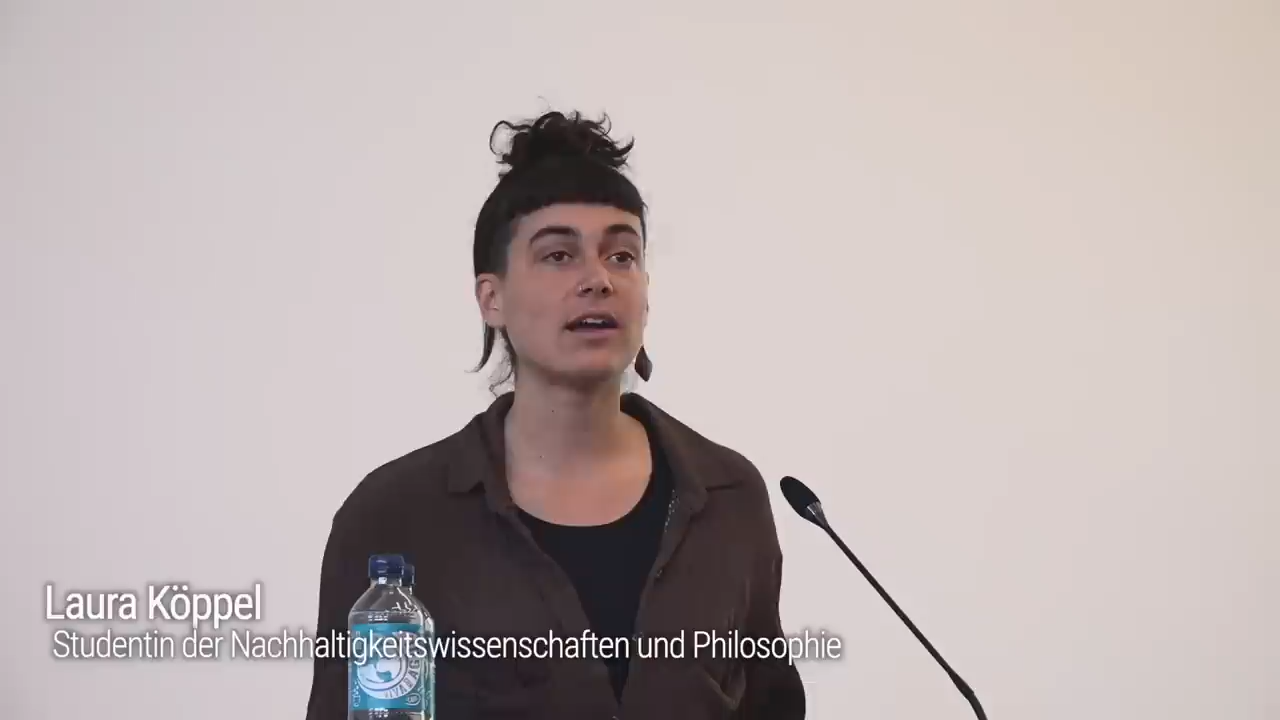 Laura Köppel
Studentin der Nachhaltigkeitswissenschaften und Philosophie